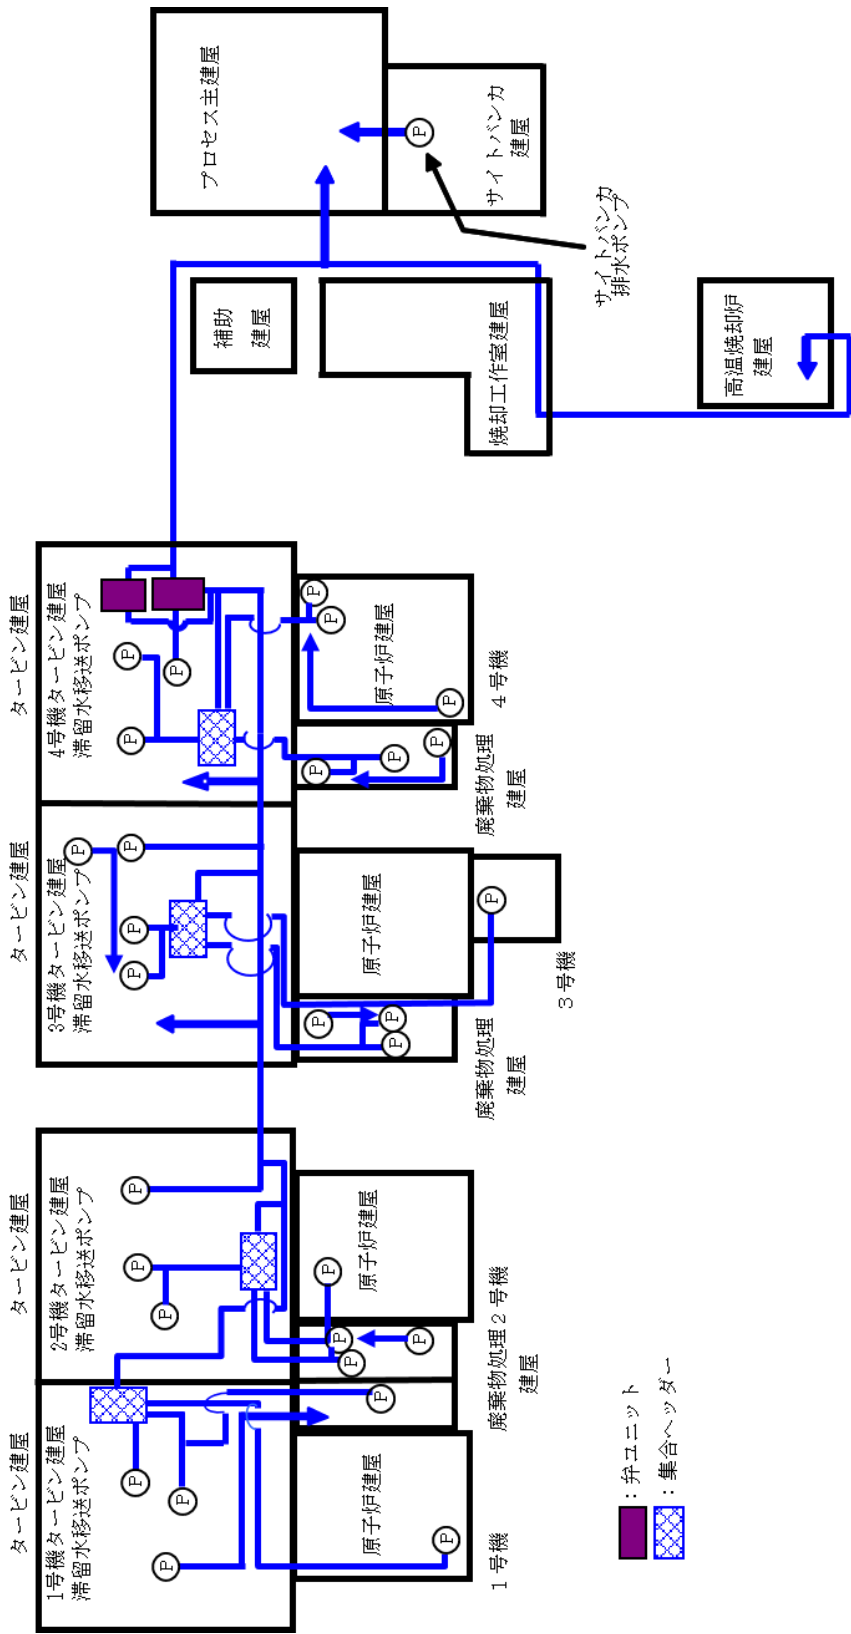 タービン建屋
1号機タービン建屋
滞留水移送ポンプ
P
P
P
P
P
原子炉建屋
1号機
タービン建屋
2号機タービン建屋
滞留水移送ポンプ
P
P
P
P
P
P
P
原子炉建屋
廃棄物処理
建屋
2号機
タービン建屋
3号機タービン建屋
滞留水移送ポンプ
P
P
P
P
P
P
P
P
原子炉建屋
廃棄物処理
建屋
3号機
タービン建屋
4号機タービン建屋
滞留水移送ポンプ
P
P
P
P
P
P
P
P
P
原子炉建屋
廃棄物処理
建屋
4号機
補助
建屋
焼却工作室建屋
高温焼却炉
建屋
プロセス主建屋
サイトバンカ
建屋
P
サイトバンカ
排水ポンプ
：弁ユニット
：集合ヘッダー